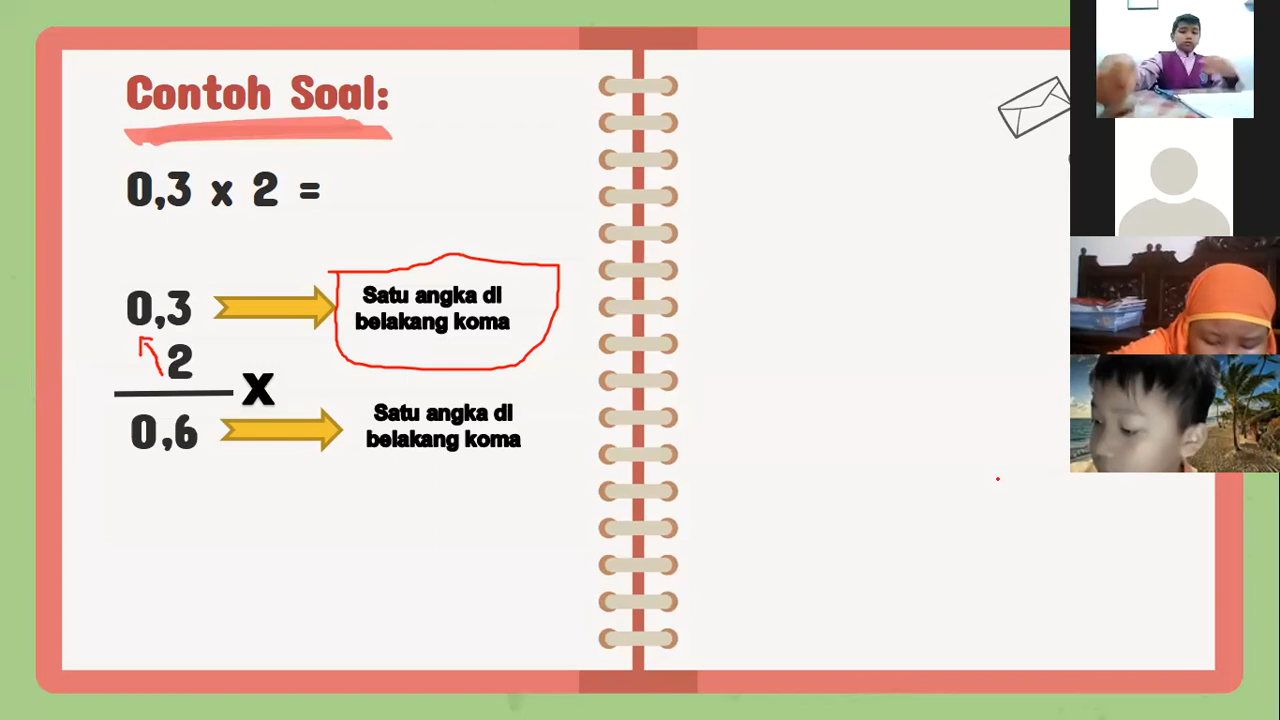 Contoh Soal:
0,3 x 2 =
0,3
Satu angka di
belakang koma
2
x
0,6
Satu angka di
belakang koma